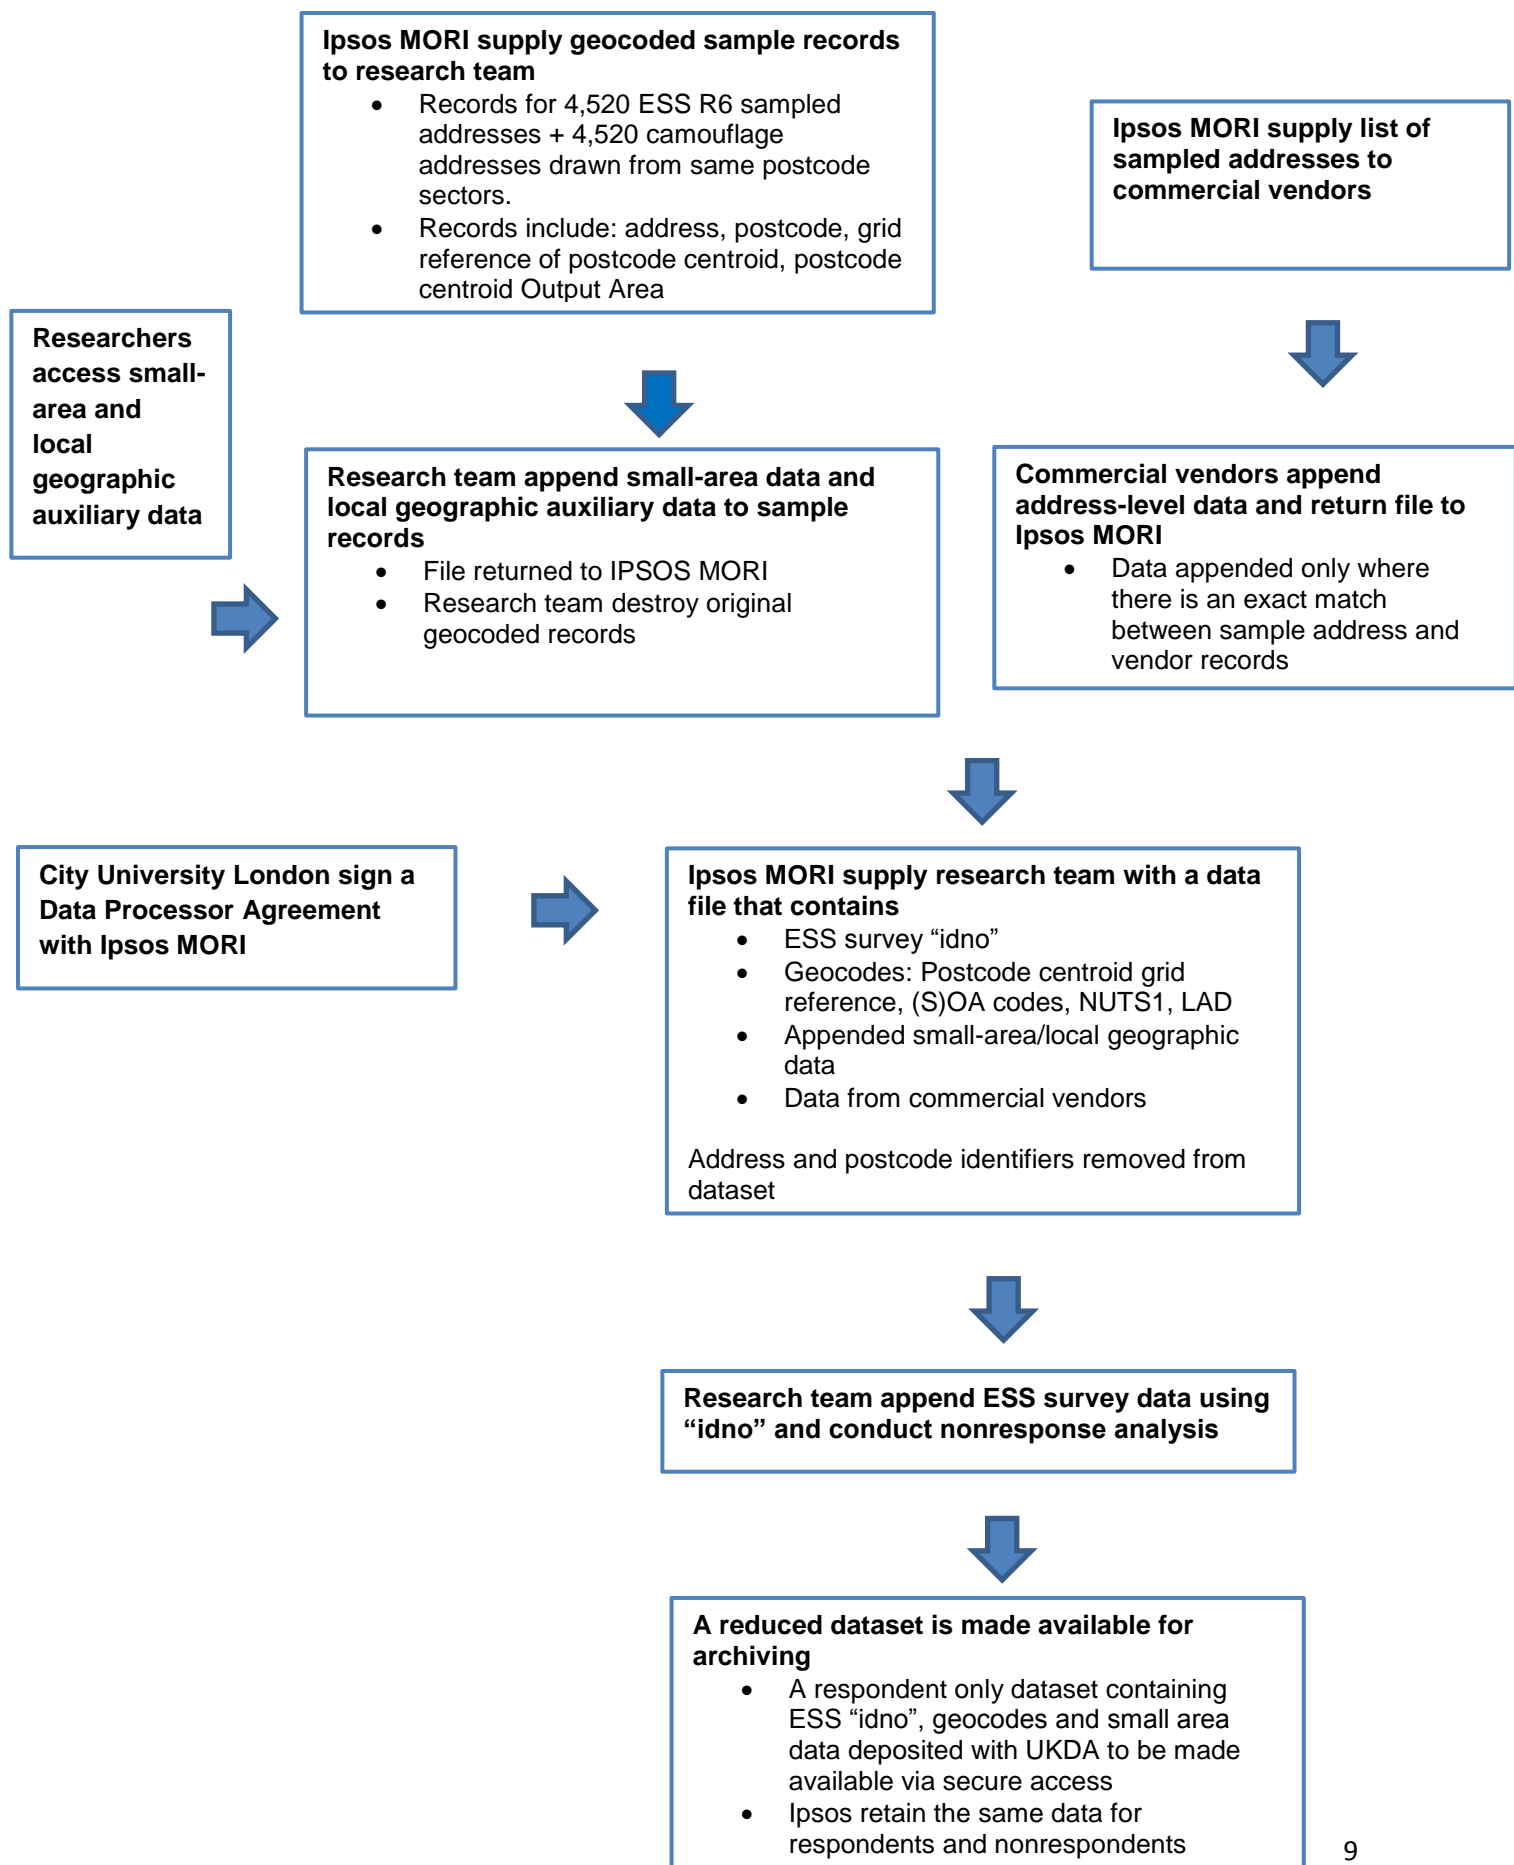 Ipsos MORI supply geocoded sample records
to research team
• Records for 4,520 ESS R6 sampled
addresses + 4,520 camouflage
addresses drawn from same postcode
sectors.
• Records include: address, postcode, grid
reference of postcode centroid, postcode
centroid Output Area
Ipsos MORI supply list of
sampled addresses to
commercial vendors
Researchers
access small-
area and
local
geographic
auxiliary data
Research team append small-area data and
local geographic auxiliary data to sample
records
• File returned to IPSOS MORI
• Research team destroy original
geocoded records
Commercial vendors append
address-level data and return file to
Ipsos MORI
• Data appended only where
there is an exact match
between sample address and
vendor records
City University London sign a
Data Processor Agreement
with Ipsos MORI
Ipsos MORI supply research team with a data
file that contains
• ESS survey “idno”
• Geocodes: Postcode centroid grid
reference, (S)OA codes, NUTS1, LAD
• Appended small-area/local geographic
data
• Data from commercial vendors
Address and postcode identifiers removed from
dataset
Research team append ESS survey data using
“idno” and conduct nonresponse analysis
A reduced dataset is made available for
archiving
• A respondent only dataset containing
ESS “idno”, geocodes and small area
data deposited with UKDA to be made
available via secure access
• Ipsos retain the same data for
respondents and nonrespondents
9